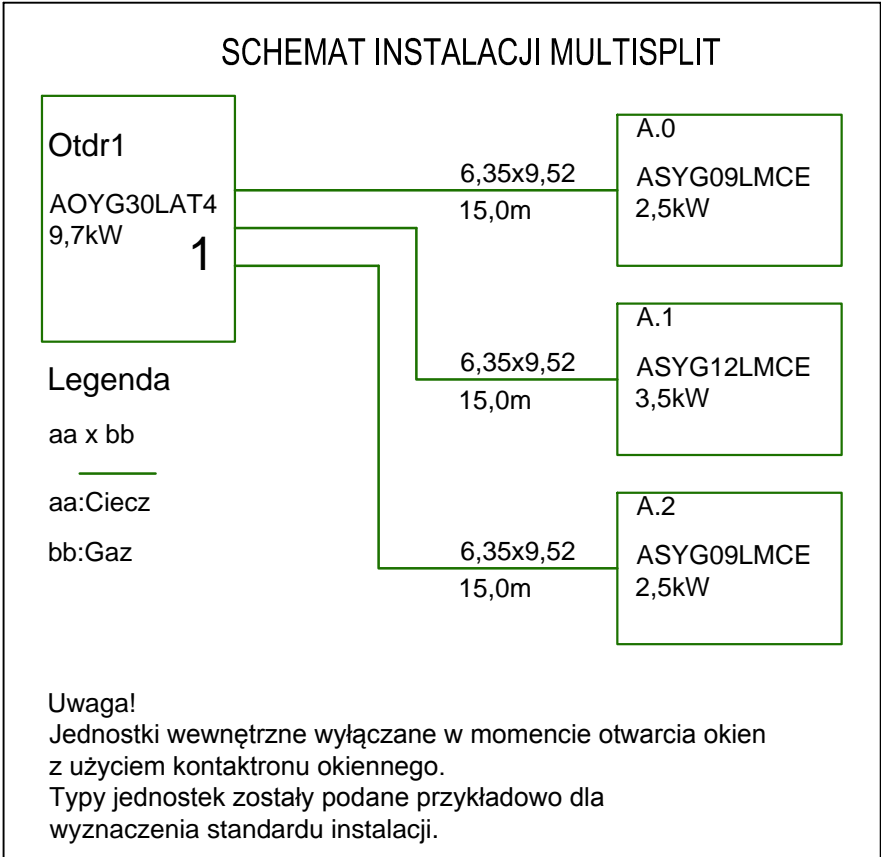 SCHEMAT INSTALACJI MULTISPLIT
Otdr1
AOYG30LAT4
9,7kW
1
6,35x9,52
15,0m
A.0
ASYG09LMCE
2,5kW
6,35x9,52
15,0m
A.1
ASYG12LMCE
3,5kW
6,35x9,52
15,0m
A.2
ASYG09LMCE
2,5kW
Legenda
aa x bb
aa:Ciecz
bb:Gaz
Uwaga!
Jednostki wewnętrzne wyłączane w momencie otwarcia okien
z użyciem kontaktronu okiennego.
Typy jednostek zostały podane przykładowo dla
wyznaczenia standardu instalacji.